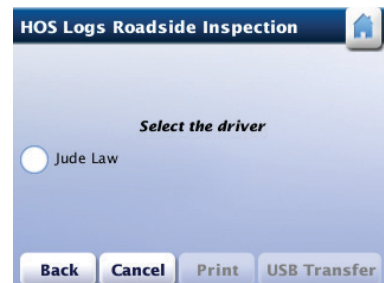 HOS Logs Roadside Inspection
Select the driver
Jude Law
Back Cancel Print USB Transfer